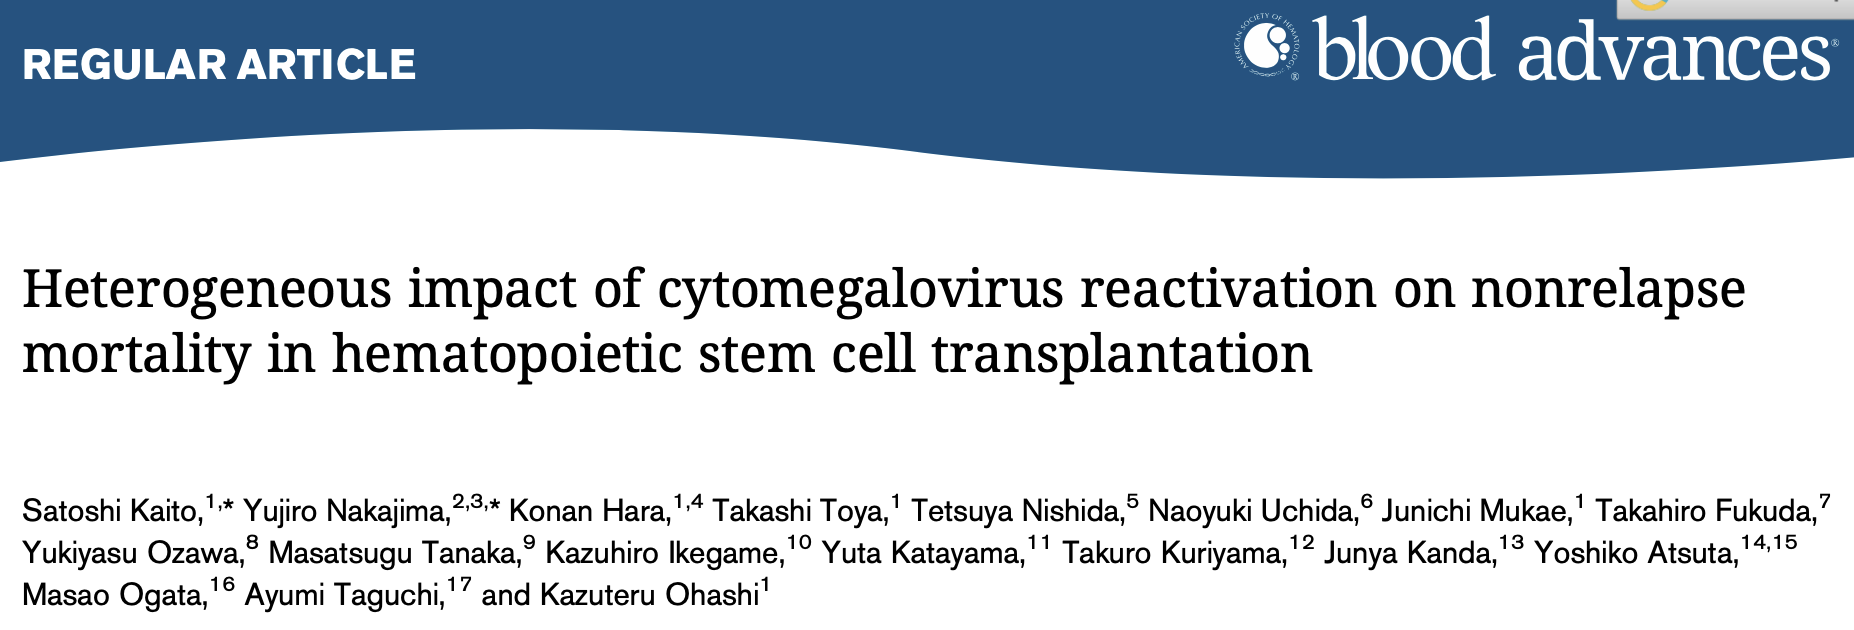 REGULAR ARTICLE
AMERICAN SOCIETY OF HEMATOLOGY ®
blood advances®
Heterogeneous impact of cytomegalovirus reactivation on nonrelapse
mortality in hematopoietic stem cell transplantation
Satoshi Kaito,1,* Yujiro Nakajima,2,3,* Konan Hara,1,4 Takashi Toya,1 Tetsuya Nishida,5 Naoyuki Uchida,6 Junichi Mukae,1 Takahiro Fukuda,7
Yukiyasu Ozawa,8 Masatsugu Tanaka,9 Kazuhiro Ikegame,10 Yuta Katayama,11 Takuro Kuriyama,12 Junya Kanda,13 Yoshiko Atsuta,14,15
Masao Ogata,16 Ayumi Taguchi,17 and Kazuteru Ohashi1